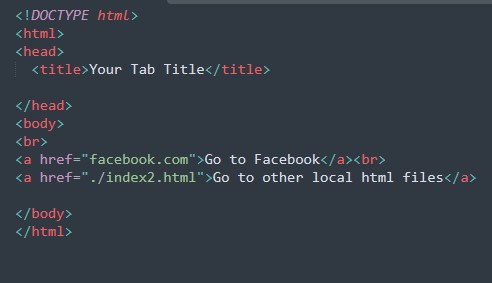 <!DOCTYPE html>
<html>
<head>
<title>Your Tab Title</title>
</head>
<body>
<br>
<a href="facebook.com">Go to Facebook</a><br>
<a href="./index2.html">Go to other local html files</a>
</body>
</html>